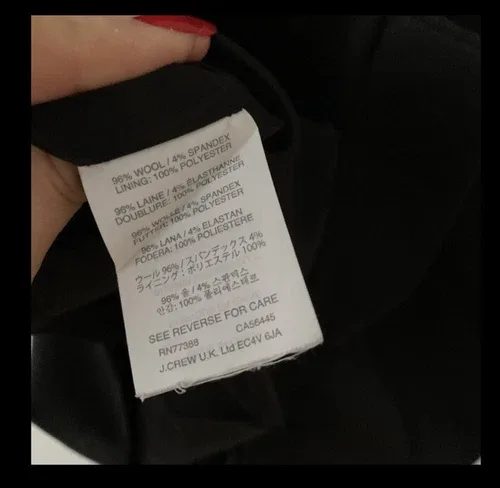 96% WOOL / 4% SPANDEX
LINING: 100% POLYESTER
96% LAINE / 4% ÉLASTHANNE
DOUBLURE: 100% POLYESTER
96% WOLLE / 4% SPANDEX
FUTTER: 100% POLYESTER
96% LANA / 4% ELASTAN
FODERA: 100% POLIESTERE
ウール 96% / スパンデックス 4%
ライニング: ポリエステル 100%
96% 울 / 4% 스판덱스
안감: 100% 폴리에스테르
SEE REVERSE FOR CARE
RN77388 CA56445
J.CREW U.K. Ltd EC4V 6JA